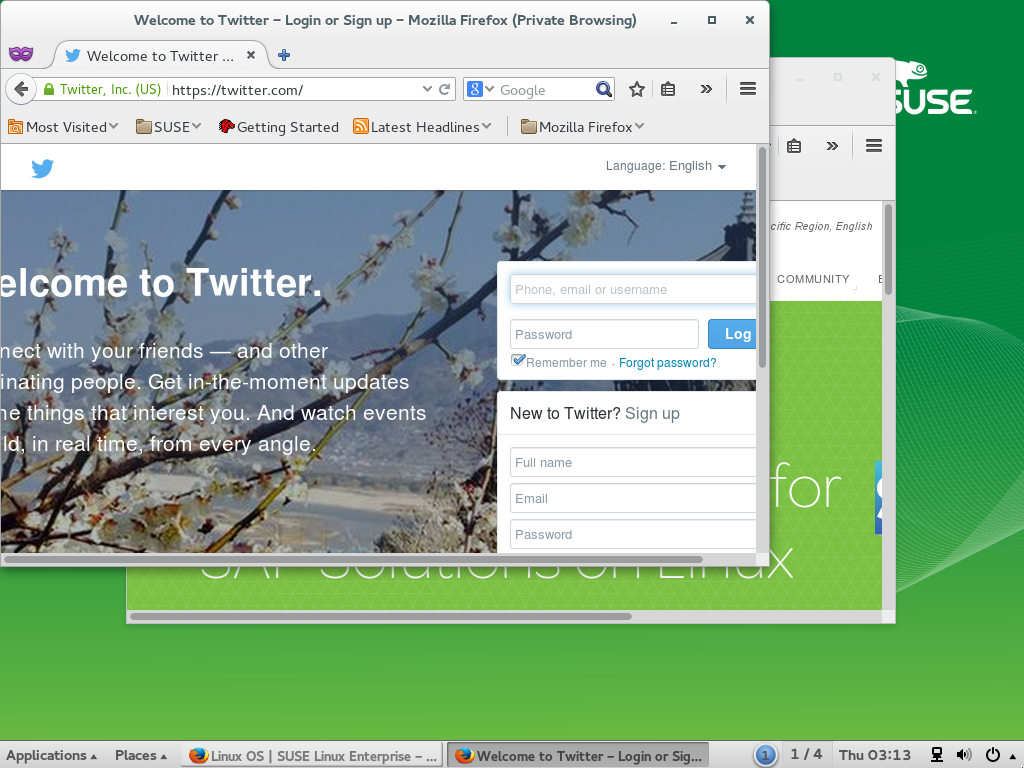 Welcome to Twitter – Login or Sign up – Mozilla Firefox (Private Browsing)
Welcome to Twitter ...
Twitter, Inc. (US)
https://twitter.com/
Google
Most Visited
SUSE
Getting Started
Latest Headlines
Mozilla Firefox
SUSE
Language: English
cific Region, English
COMMUNITY
elcome to Twitter.
nect with your friends — and other
inating people. Get in-the-moment updates
he things that interest you. And watch events
ld, in real time, from every angle.
Phone, email or username
Password
Log
Remember me · Forgot password?
New to Twitter? Sign up
Full name
Email
Password
for
SAP Solutions on Linux
Applications
Places
Linux OS | SUSE Linux Enterprise – ...
Welcome to Twitter – Login or Sig...
1
1 / 4
Thu 03:13